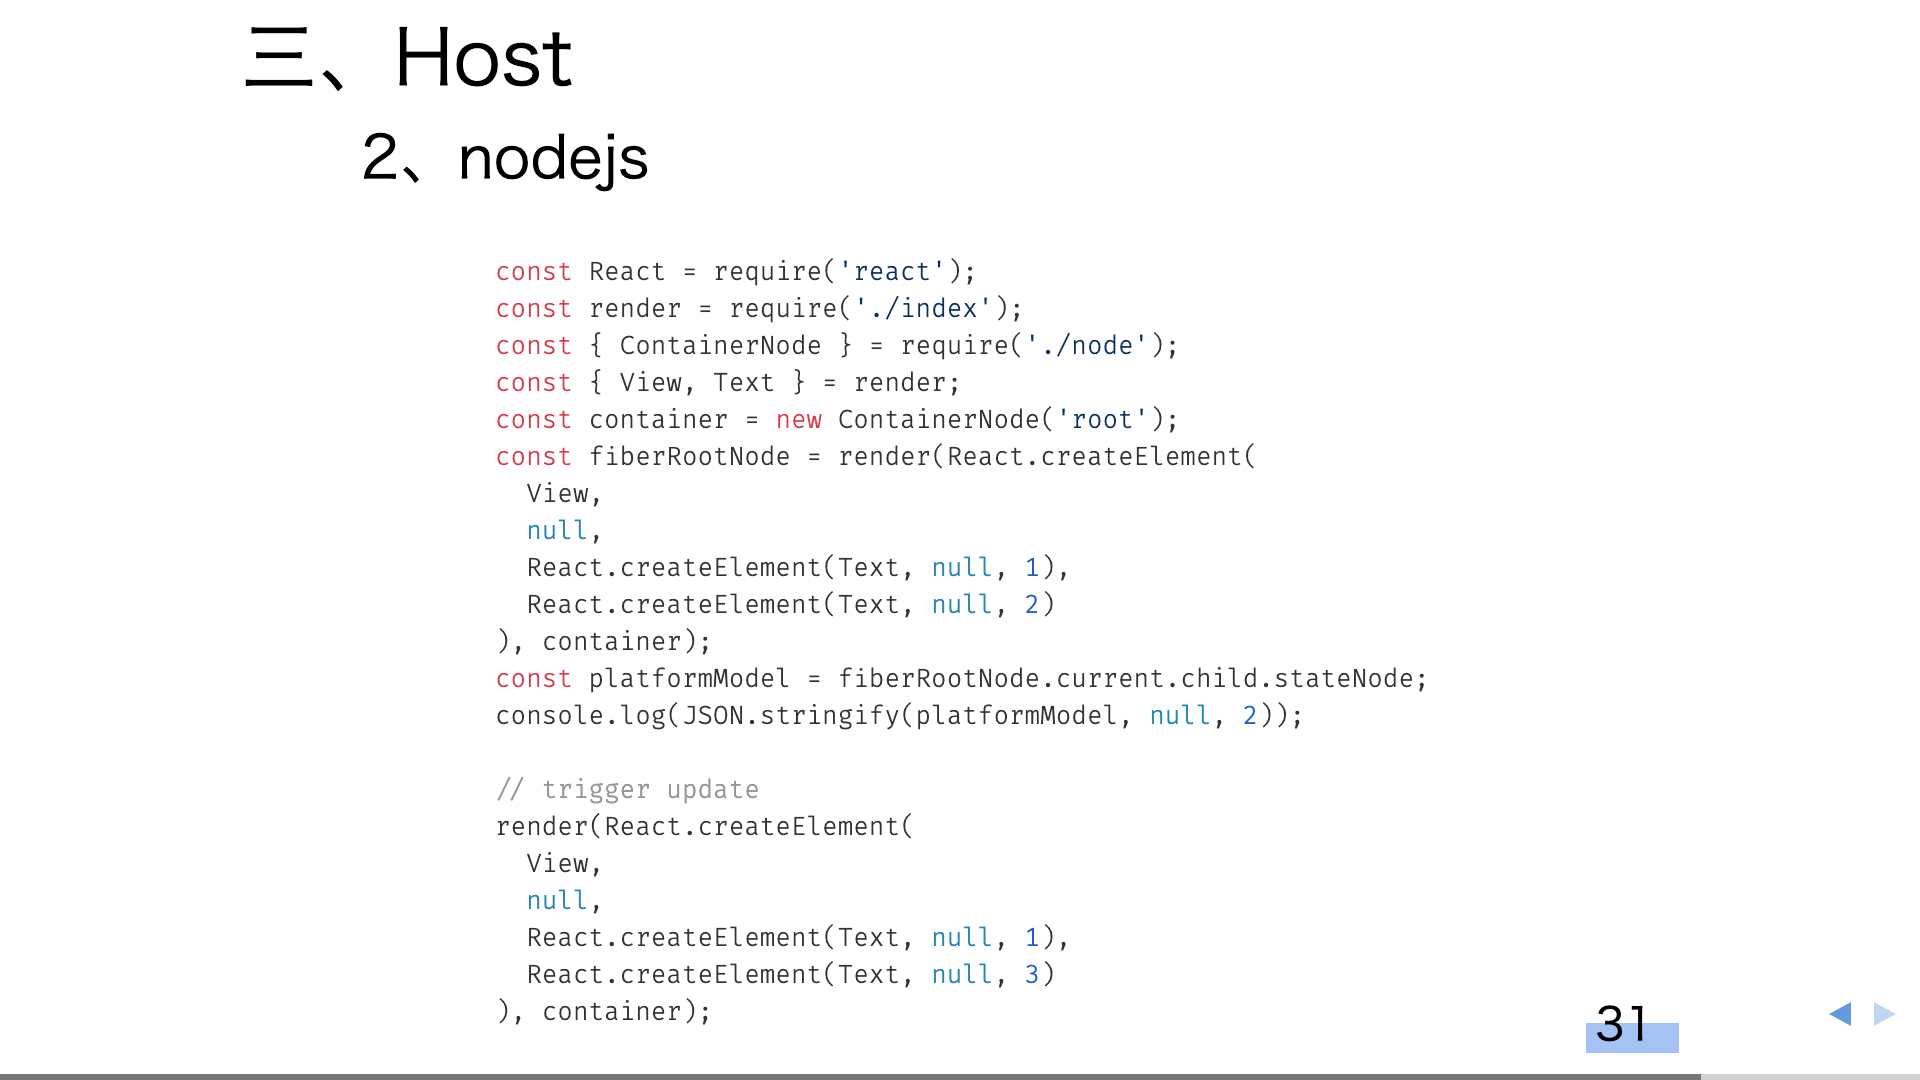 三、Host
2、nodejs
const React = require('react');
const render = require('./index');
const { ContainerNode } = require('./node');
const { View, Text } = render;
const container = new ContainerNode('root');
const fiberRootNode = render(React.createElement(
  View,
  null,
  React.createElement(Text, null, 1),
  React.createElement(Text, null, 2)
), container);
const platformModel = fiberRootNode.current.child.stateNode;
console.log(JSON.stringify(platformModel, null, 2));

// trigger update
render(React.createElement(
  View,
  null,
  React.createElement(Text, null, 1),
  React.createElement(Text, null, 3)
), container);
31